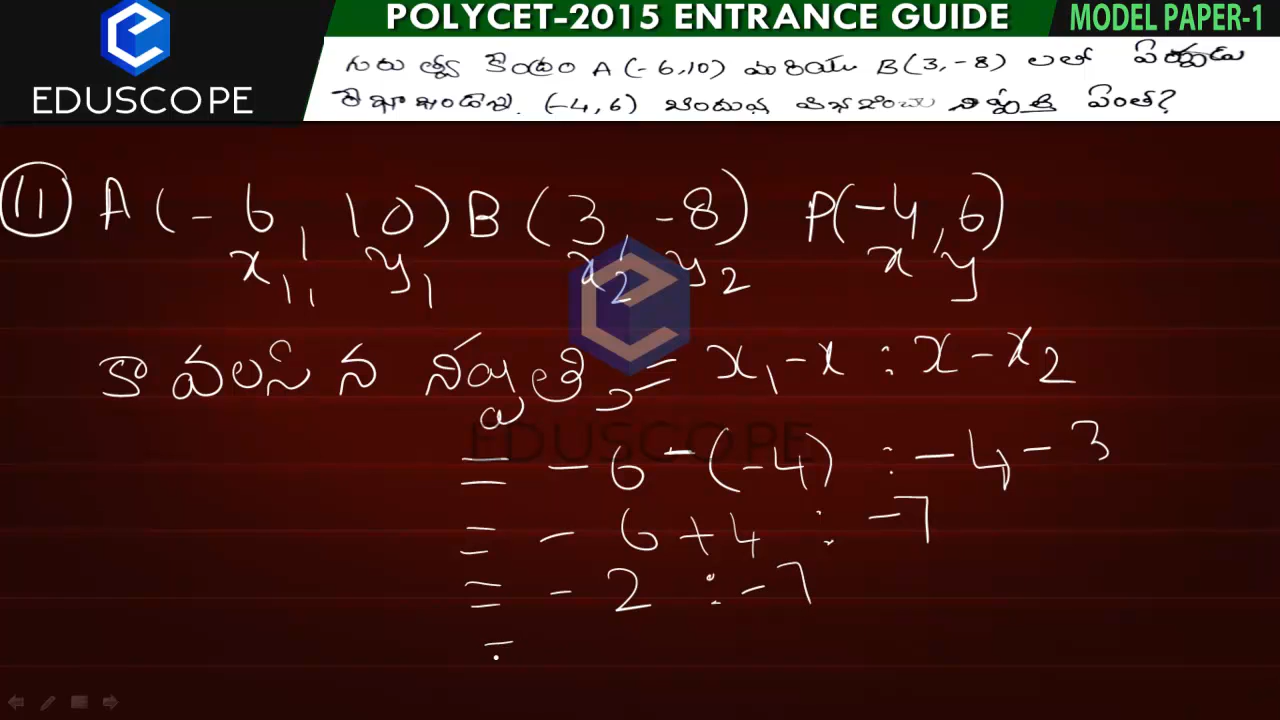 POLYCET-2015 ENTRANCE GUIDE
MODEL PAPER-1
EDUSCOPE
గురుత్వ కేంద్రం A(-6,10) మరియు B(3,-8) లతో ఏర్పడు
రేఖాఖండాన్ని (-4,6) బిందువు విభజించు నిష్పత్తి ఏంత?
11 A(-6, 10) B(3, -8) P(-4,6)
x₁, y₁ x₂ y₂ x y
కావలసిన నిష్పత్తి = x₁-x : x-x₂
= -6-(-4) : -4-3
= -6+4 : -7
= -2 : -7
EDUSCOPE